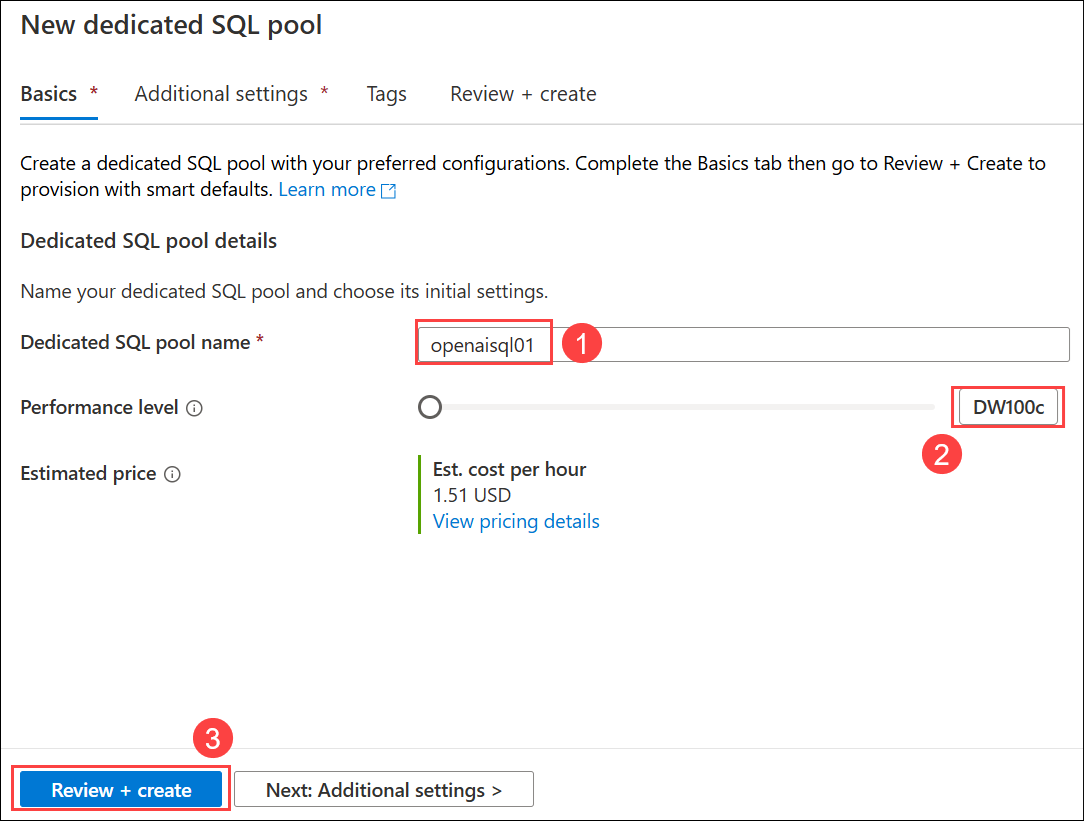 New dedicated SQL pool
Basics * Additional settings * Tags Review + create
Create a dedicated SQL pool with your preferred configurations. Complete the Basics tab then go to Review + Create to
provision with smart defaults. Learn more
Dedicated SQL pool details
Name your dedicated SQL pool and choose its initial settings.
Dedicated SQL pool name * openaisql01 1
Performance level DW100c
2
Estimated price Est. cost per hour
1.51 USD
View pricing details
3
Review + create Next: Additional settings >